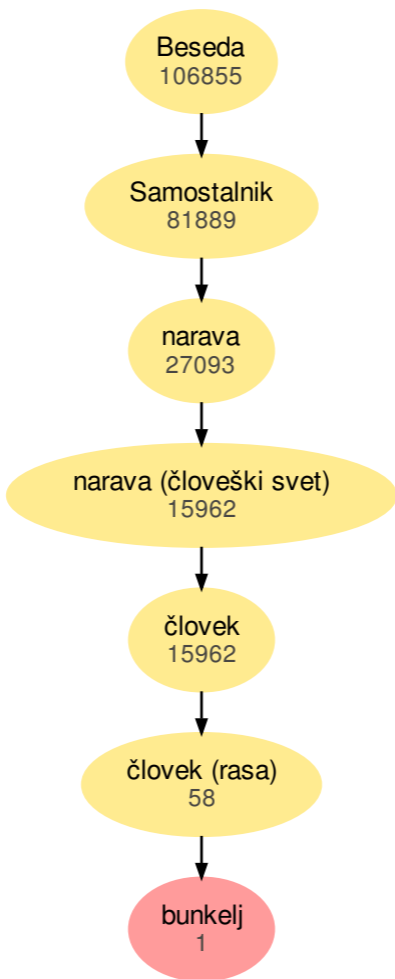 Beseda
106855
Samostalnik
81889
narava
27093
narava (človeški svet)
15962
človek
15962
človek (rasa)
58
bunkelj
1